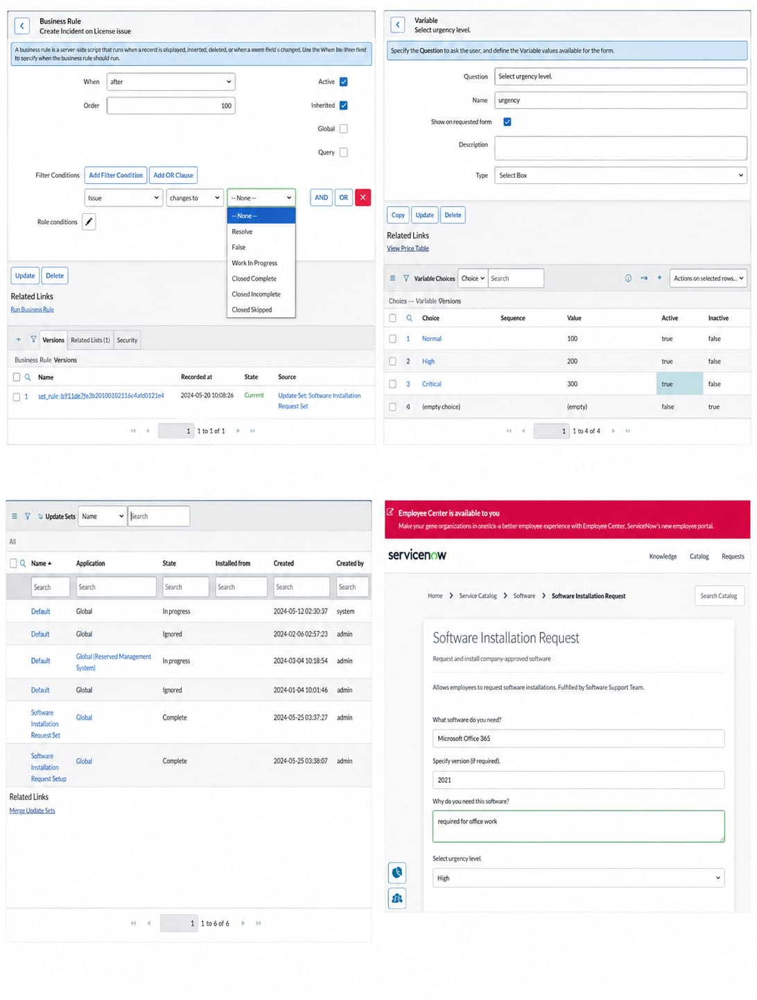 Business Rule
Create Incident on License issue
A business rule is a server-side script that runs when a record is displayed, inserted, deleted, or when a field is changed. Use the When
to specify when the business rule should run.
When after Active
Order 100 Inherited
Global
Query
Filter Conditions Add Filter Condition Add OR Clause
Issue changes to -- None -- AND OR X
-- None --
Role conditions
Resolve
False
Work In Progress
Closed Complete
Closed Incomplete
Closed Skipped
Update Delete
Related Links
Run Business Rule
Versions Related Lists (1) Security
Business Rule Versions
Name Recorded at State Source
1 set_rule:b911de7fe3b20100102116c4afd0121e4 2024-05-20 10:08:26 Current Update Set: Software Installation
Request Set
1 1 to 1 of 1
Variable
Select urgency level.
Specify the Question to ask the user, and define the Variable values available for the form.
Question Select urgency level.
Name urgency
Show on requested form
Description
Type Select Box
Copy Update Delete
Related Links
View Price Table
Variable Choices Choice Search Actions on selected rows...
Choices -- Variable Versions
Choice Sequence Value Active Inactive
1 Normal 100 true false
2 High 200 true false
3 Critical 300 true false
4 (empty choice) (empty) false true
1 1 to 4 of 4
Update Sets Name Search
All
Name Application State Installed from Created Created by
Search Search Search Search Search Search
Default Global In progress 2024-05-12 02:30:37 system
Default Global Ignored 2024-02-06 02:57:23 admin
Default Global (Reserved Management System) In progress 2024-03-04 10:18:54 admin
Default Global Ignored 2024-01-04 10:01:46 admin
Software Installation Request Set Global Complete 2024-05-25 03:37:27 admin
Software Installation Request Setup Global Complete 2024-05-25 03:38:07 admin
Related Links
Merge Update Sets
1 1 to 6 of 6
Employee Center is available to you
Make your gene organizations in a better employee experience with Employee Center, ServiceNow's new employee portal.
servicenow
Knowledge Catalog Requests
Home > Service Catalog > Software > Software Installation Request Search Catalog
Software Installation Request
Request and install company-approved software
Allows employees to request software installations. Fulfilled by Software Support Team.
What software do you need?
Microsoft Office 365
Specify version (if required).
2021
Why do you need this software?
required for office work
Select urgency level.
High